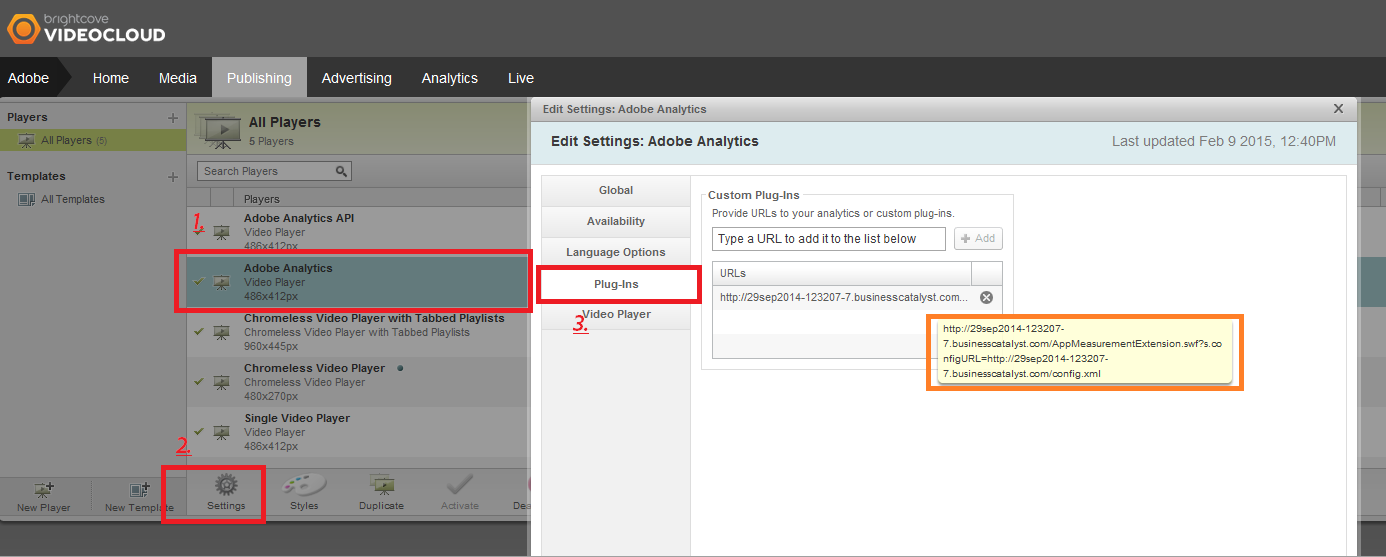 brightcove
VIDEOCLOUD
Adobe Home Media Publishing Advertising Analytics Live
Players +
All Players (5)
Templates +
All Templates
All Players
5 Players
Search Players
Players
1.
Adobe Analytics API
Video Player
486x412px
Adobe Analytics
Video Player
486x412px
Chromeless Video Player with Tabbed Playlists
Chromeless Video Player with Tabbed Playlists
960x445px
Chromeless Video Player
Chromeless Video Player
480x270px
Single Video Player
Video Player
486x412px
2.
New Player New Template Settings Styles Duplicate Activate Dea
Edit Settings: Adobe Analytics X
Edit Settings: Adobe Analytics Last updated Feb 9 2015, 12:40PM
Global
Availability
Language Options
Plug-Ins
3.
Video Player
Custom Plug-Ins
Provide URLs to your analytics or custom plug-ins.
Type a URL to add it to the list below + Add
URLs
http://29sep2014-123207-7.businesscatalyst.com...
http://29sep2014-123207-
7.businesscatalyst.com/AppMeasurementExtension.swf?s.co
nfigURL=http://29sep2014-123207-
7.businesscatalyst.com/config.xml